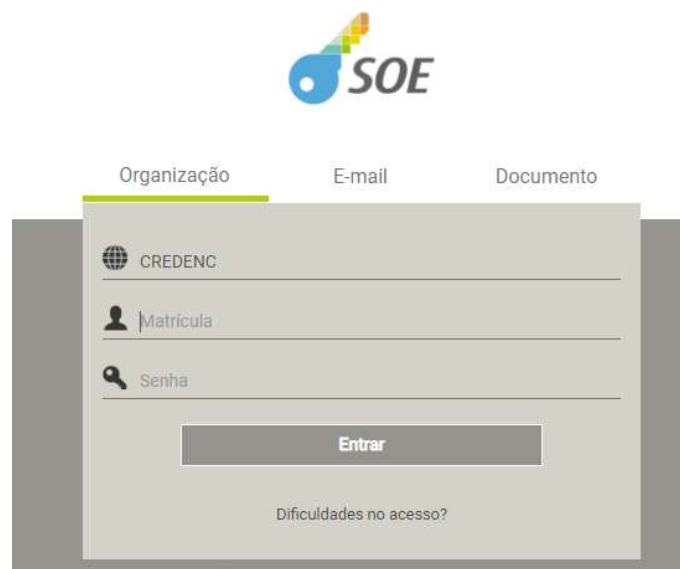 SOE
Organização E-mail Documento
CREDENC
Matrícula
Senha
Entrar
Dificuldades no acesso?